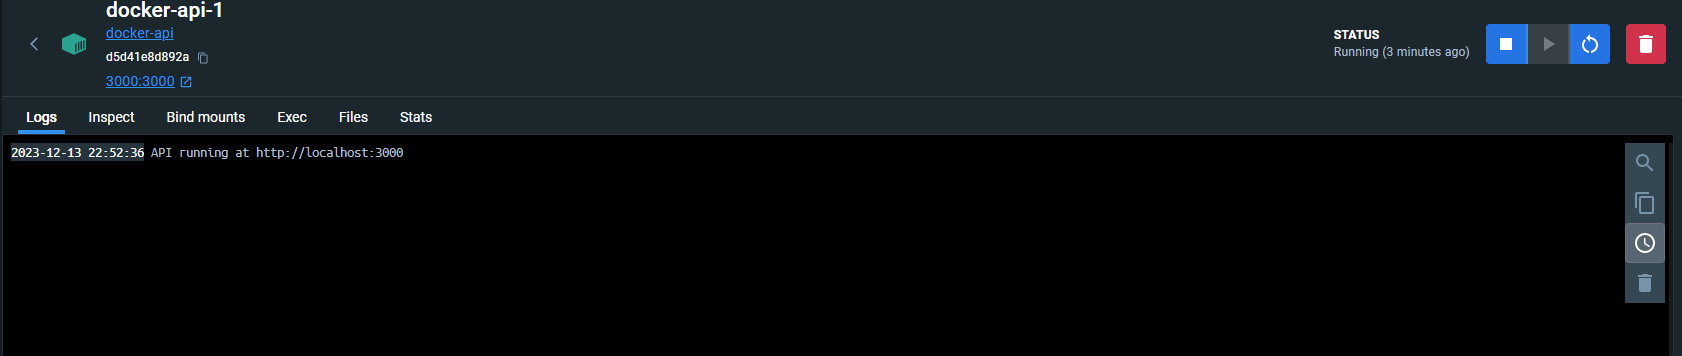 docker-api-1
docker-api
d5d41e8d892a
3000:3000
STATUS
Running (3 minutes ago)
Logs Inspect Bind mounts Exec Files Stats
2023-12-13 22:52:36 API running at http://localhost:3000